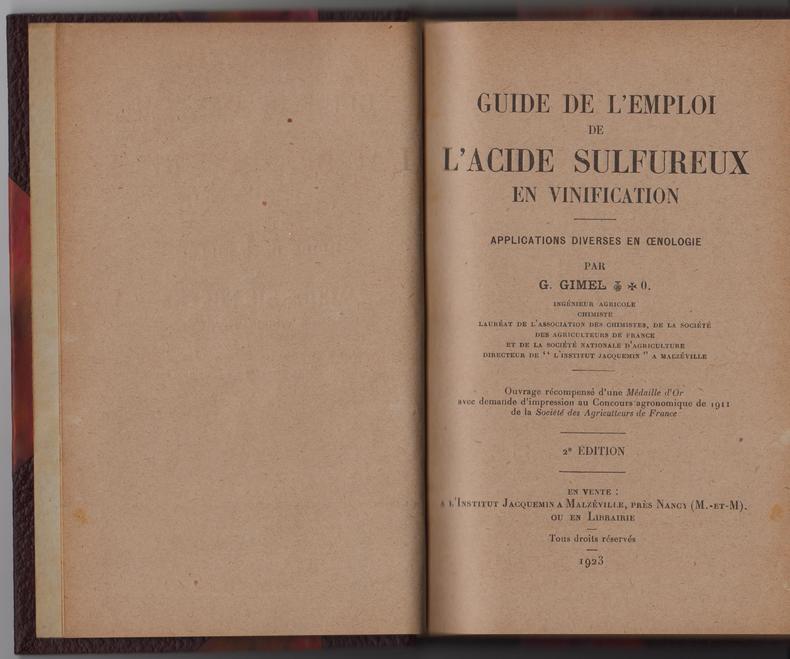 GUIDE DE L'EMPLOI
DE
L'ACIDE SULFUREUX
EN VINIFICATION
APPLICATIONS DIVERSES EN ŒNOLOGIE
PAR
G. GIMEL ✠ O.
INGÉNIEUR AGRICOLE
CHIMISTE
LAURÉAT DE L'ASSOCIATION DES CHIMISTES, DE LA SOCIÉTÉ
DES AGRICULTEURS DE FRANCE
ET DE LA SOCIÉTÉ NATIONALE D'AGRICULTURE
DIRECTEUR DE “ L'INSTITUT JACQUEMIN ” A MALZÉVILLE
Ouvrage récompensé d'une Médaille d'Or
avec demande d'impression au Concours agronomique de 1911
de la Société des Agriculteurs de France
2e ÉDITION
EN VENTE :
A L'INSTITUT JACQUEMIN A MALZÉVILLE, PRÈS NANCY (M.-ET-M).
OU EN LIBRAIRIE
Tous droits réservés
1923